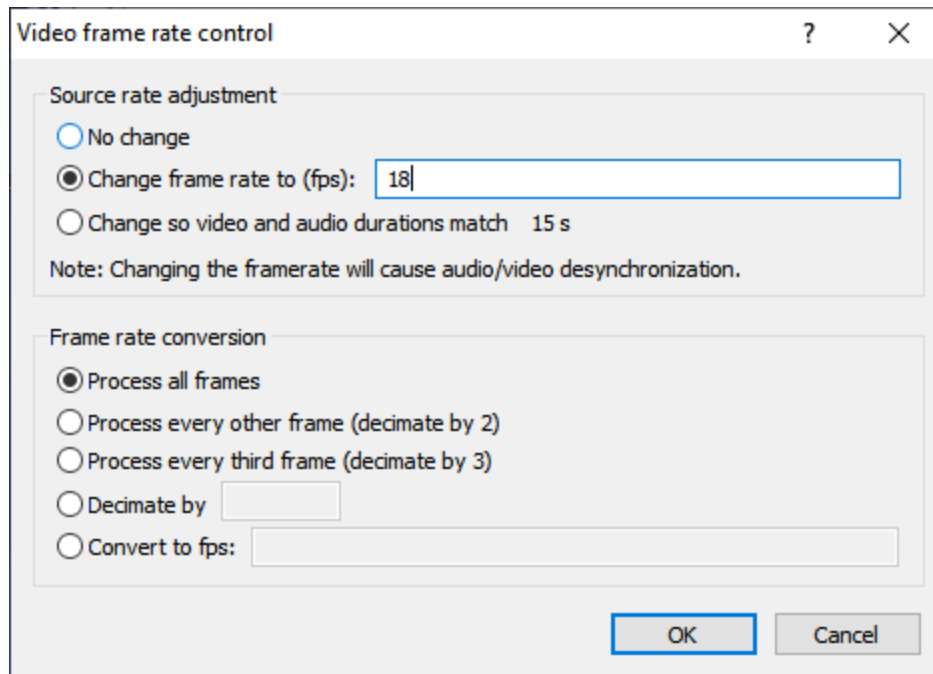 Video frame rate control ?
Source rate adjustment
No change
Change frame rate to (fps): 18
Change so video and audio durations match 15 s
Note: Changing the framerate will cause audio/video desynchronization.
Frame rate conversion
Process all frames
Process every other frame (decimate by 2)
Process every third frame (decimate by 3)
Decimate by
Convert to fps:
OK Cancel